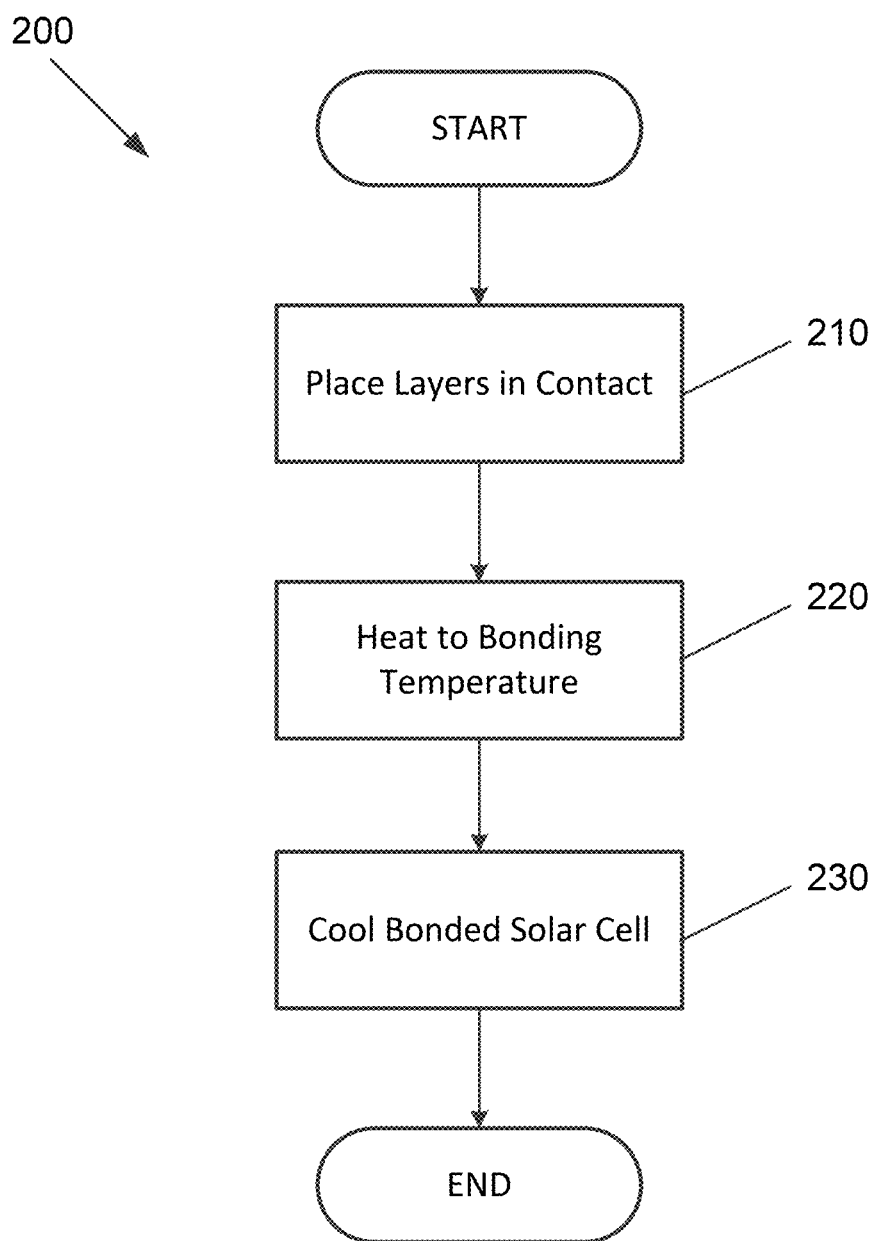 200
START
Place Layers in Contact
210
Heat to Bonding
Temperature
220
Cool Bonded Solar Cell
230
END